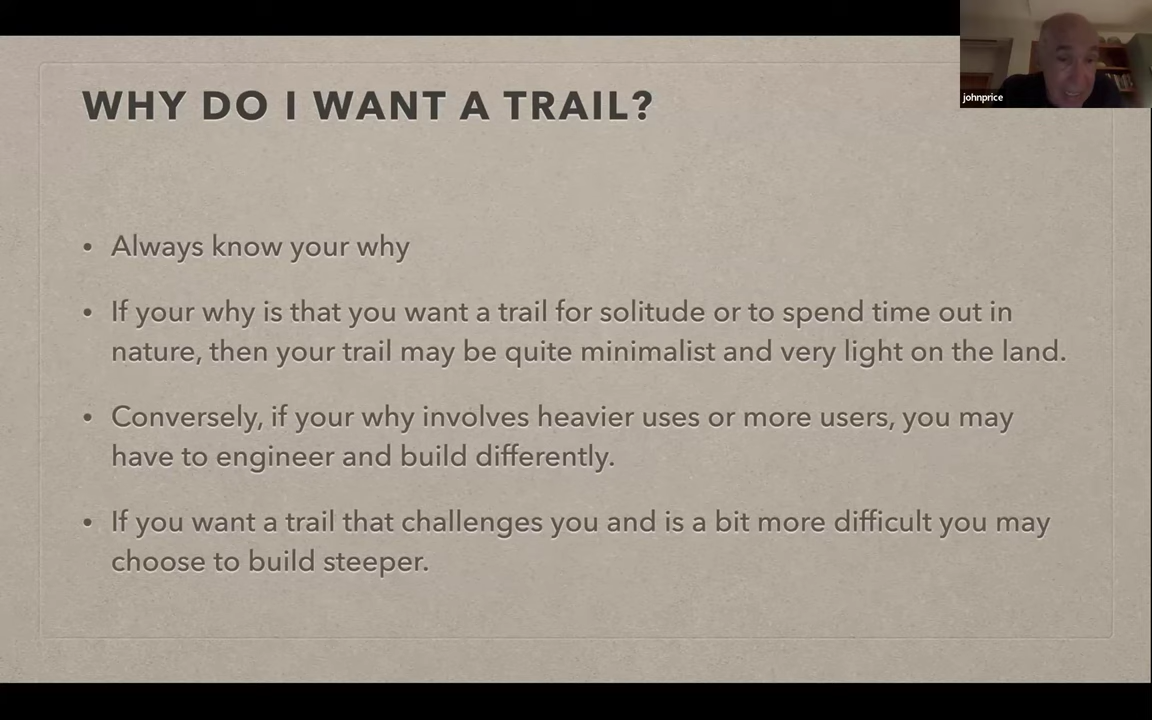 WHY DO I WANT A TRAIL?
johnprice
• Always know your why
• If your why is that you want a trail for solitude or to spend time out in
nature, then your trail may be quite minimalist and very light on the land.
• Conversely, if your why involves heavier uses or more users, you may
have to engineer and build differently.
• If you want a trail that challenges you and is a bit more difficult you may
choose to build steeper.